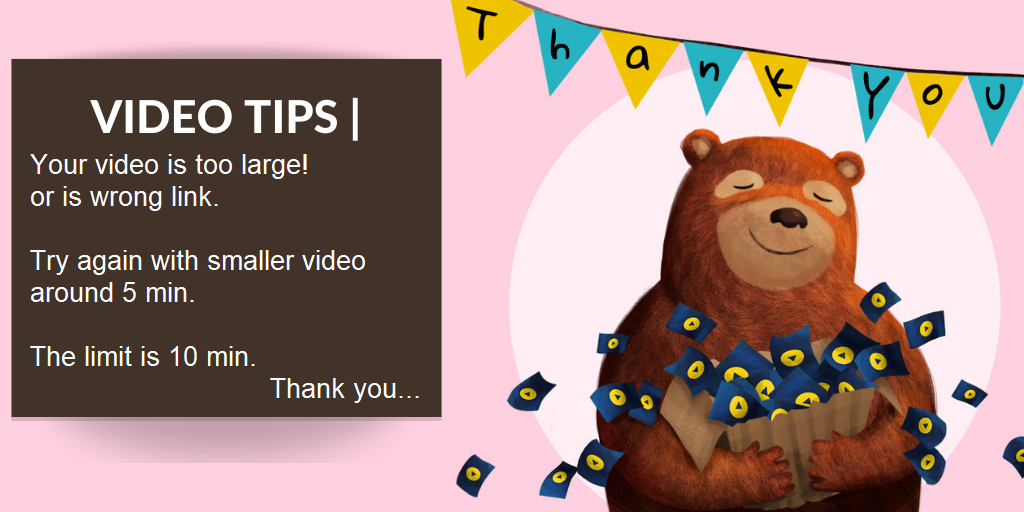 Thank You
VIDEO TIPS |
Your video is too large!
or is wrong link.
Try again with smaller video
around 5 min.
The limit is 10 min.
Thank you...